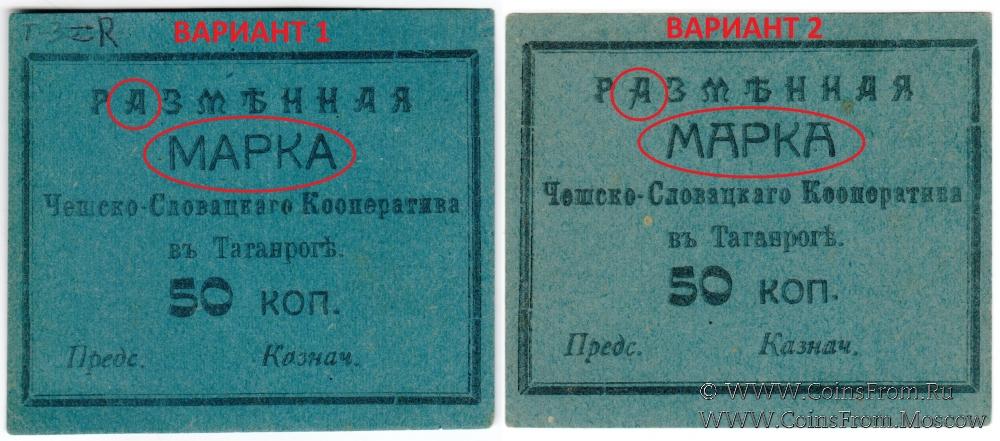 Т-3 =R
ВАРИАНТ 1
РАЗМѢННАЯ
МАРКА
Чешско-Словацкаго Кооператива
въ Таганрогѣ.
50 КОП.
Предс. Казнач.
ВАРИАНТ 2
РАЗМѢННАЯ
МАРКА
Чешско-Словацкаго Кооператива
въ Таганрогѣ.
50 КОП.
Предс. Казнач.
© WWW.CoinsFrom.Ru
WWW.CoinsFrom.Moscow